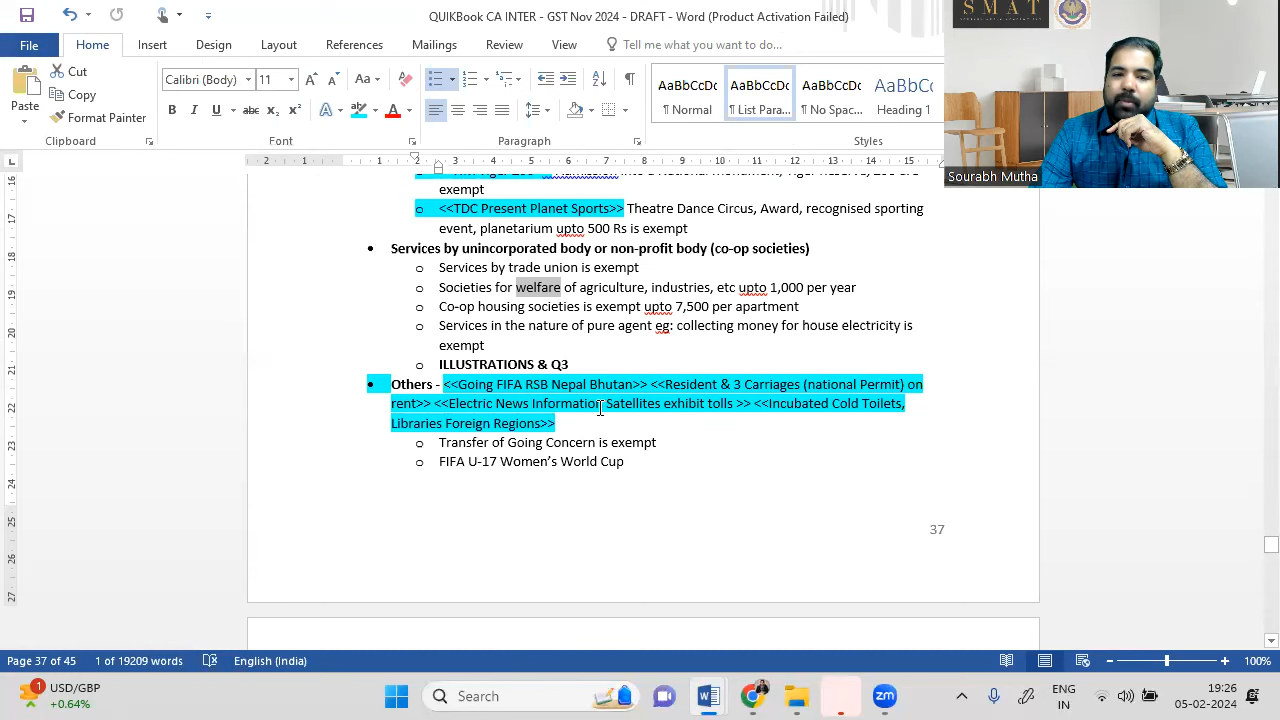 QUIKBook CA INTER - GST Nov 2024 - DRAFT - Word (Product Activation Failed)
SMAT
File Home Insert Design Layout References Mailings Review View Tell me what you want to do...
Paste
Cut
Copy
Format Painter
Calibri (Body) 11
AaBbCcDc AaBbCcDc AaBbCcDc AaBbCc
¶ Normal ¶ List Para... ¶ No Spac... Heading 1
Clipboard Font Paragraph Styles
Sourabh Mutha
exempt
<<TDC Present Planet Sports>> Theatre Dance Circus, Award, recognised sporting
event, planetarium upto 500 Rs is exempt
Services by unincorporated body or non-profit body (co-op societies)
Services by trade union is exempt
Societies for welfare of agriculture, industries, etc upto 1,000 per year
Co-op housing societies is exempt upto 7,500 per apartment
Services in the nature of pure agent eg: collecting money for house electricity is
exempt
ILLUSTRATIONS & Q3
Others - <<Going FIFA RSB Nepal Bhutan>> <<Resident & 3 Carriages (national Permit) on
rent>> <<Electric News Information Satellites exhibit tolls >> <<Incubated Cold Toilets,
Libraries Foreign Regions>>
Transfer of Going Concern is exempt
FIFA U-17 Women's World Cup
37
Page 37 of 45 1 of 19209 words English (India) 100%
USD/GBP
+0.64%
Search
ENG
IN
19:26
05-02-2024